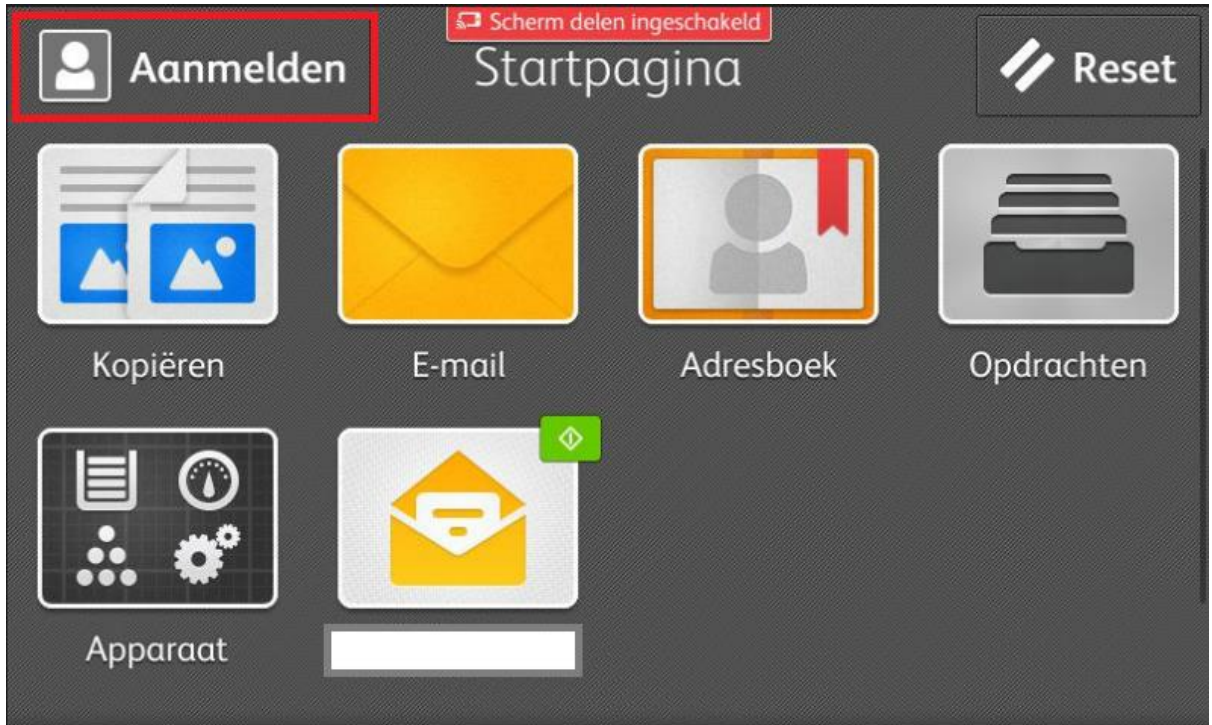 Scherm delen ingeschakeld
Aanmelden
Startpagina
Reset
Kopiëren
E-mail
Adresboek
Opdrachten
Apparaat